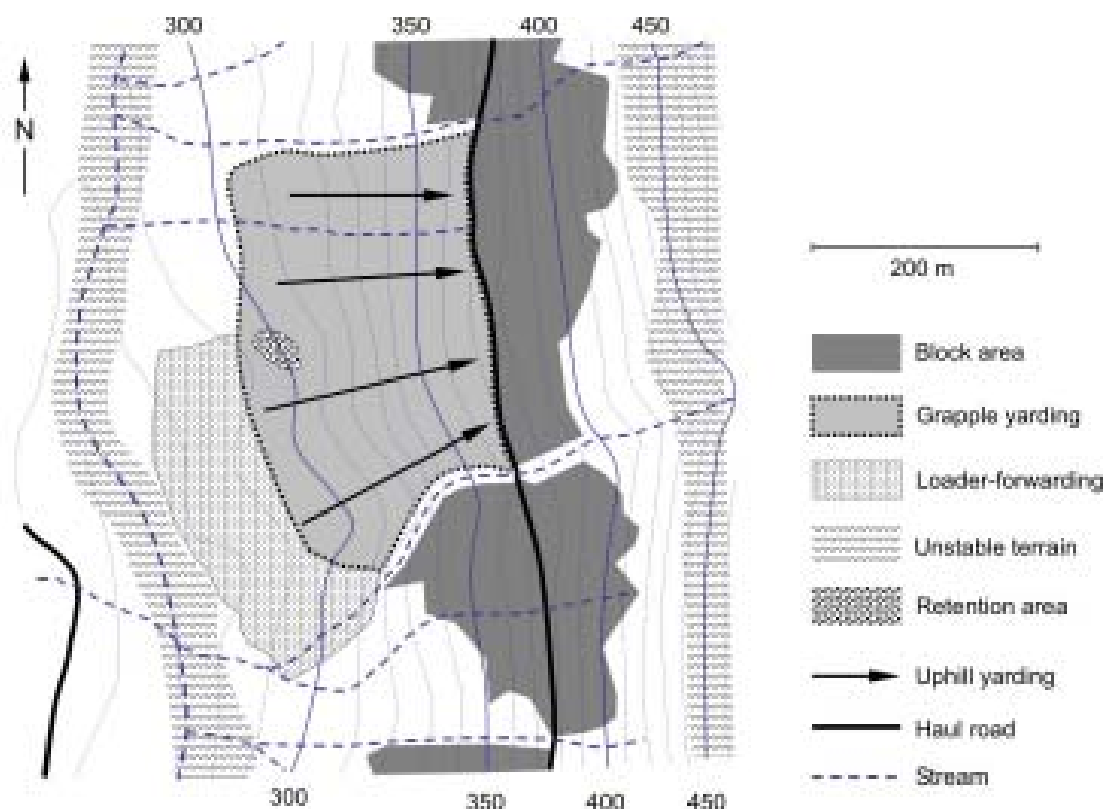 300 350 400 450
N
200 m
Block area
Grapple yarding
Loader-forwarding
Unstable terrain
Retention area
Uphill yarding
Haul road
Stream
300 350 400 450